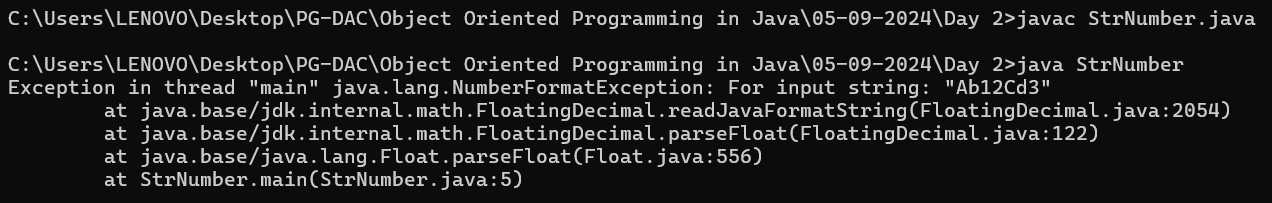 C:\Users\LENOVO\Desktop\PG-DAC\Object Oriented Programming in Java\05-09-2024\Day 2>javac StrNumber.java
C:\Users\LENOVO\Desktop\PG-DAC\Object Oriented Programming in Java\05-09-2024\Day 2>java StrNumber
Exception in thread "main" java.lang.NumberFormatException: For input string: "Ab12Cd3"
        at java.base/jdk.internal.math.FloatingDecimal.readJavaFormatString(FloatingDecimal.java:2054)
        at java.base/jdk.internal.math.FloatingDecimal.parseFloat(FloatingDecimal.java:122)
        at java.base/java.lang.Float.parseFloat(Float.java:556)
        at StrNumber.main(StrNumber.java:5)